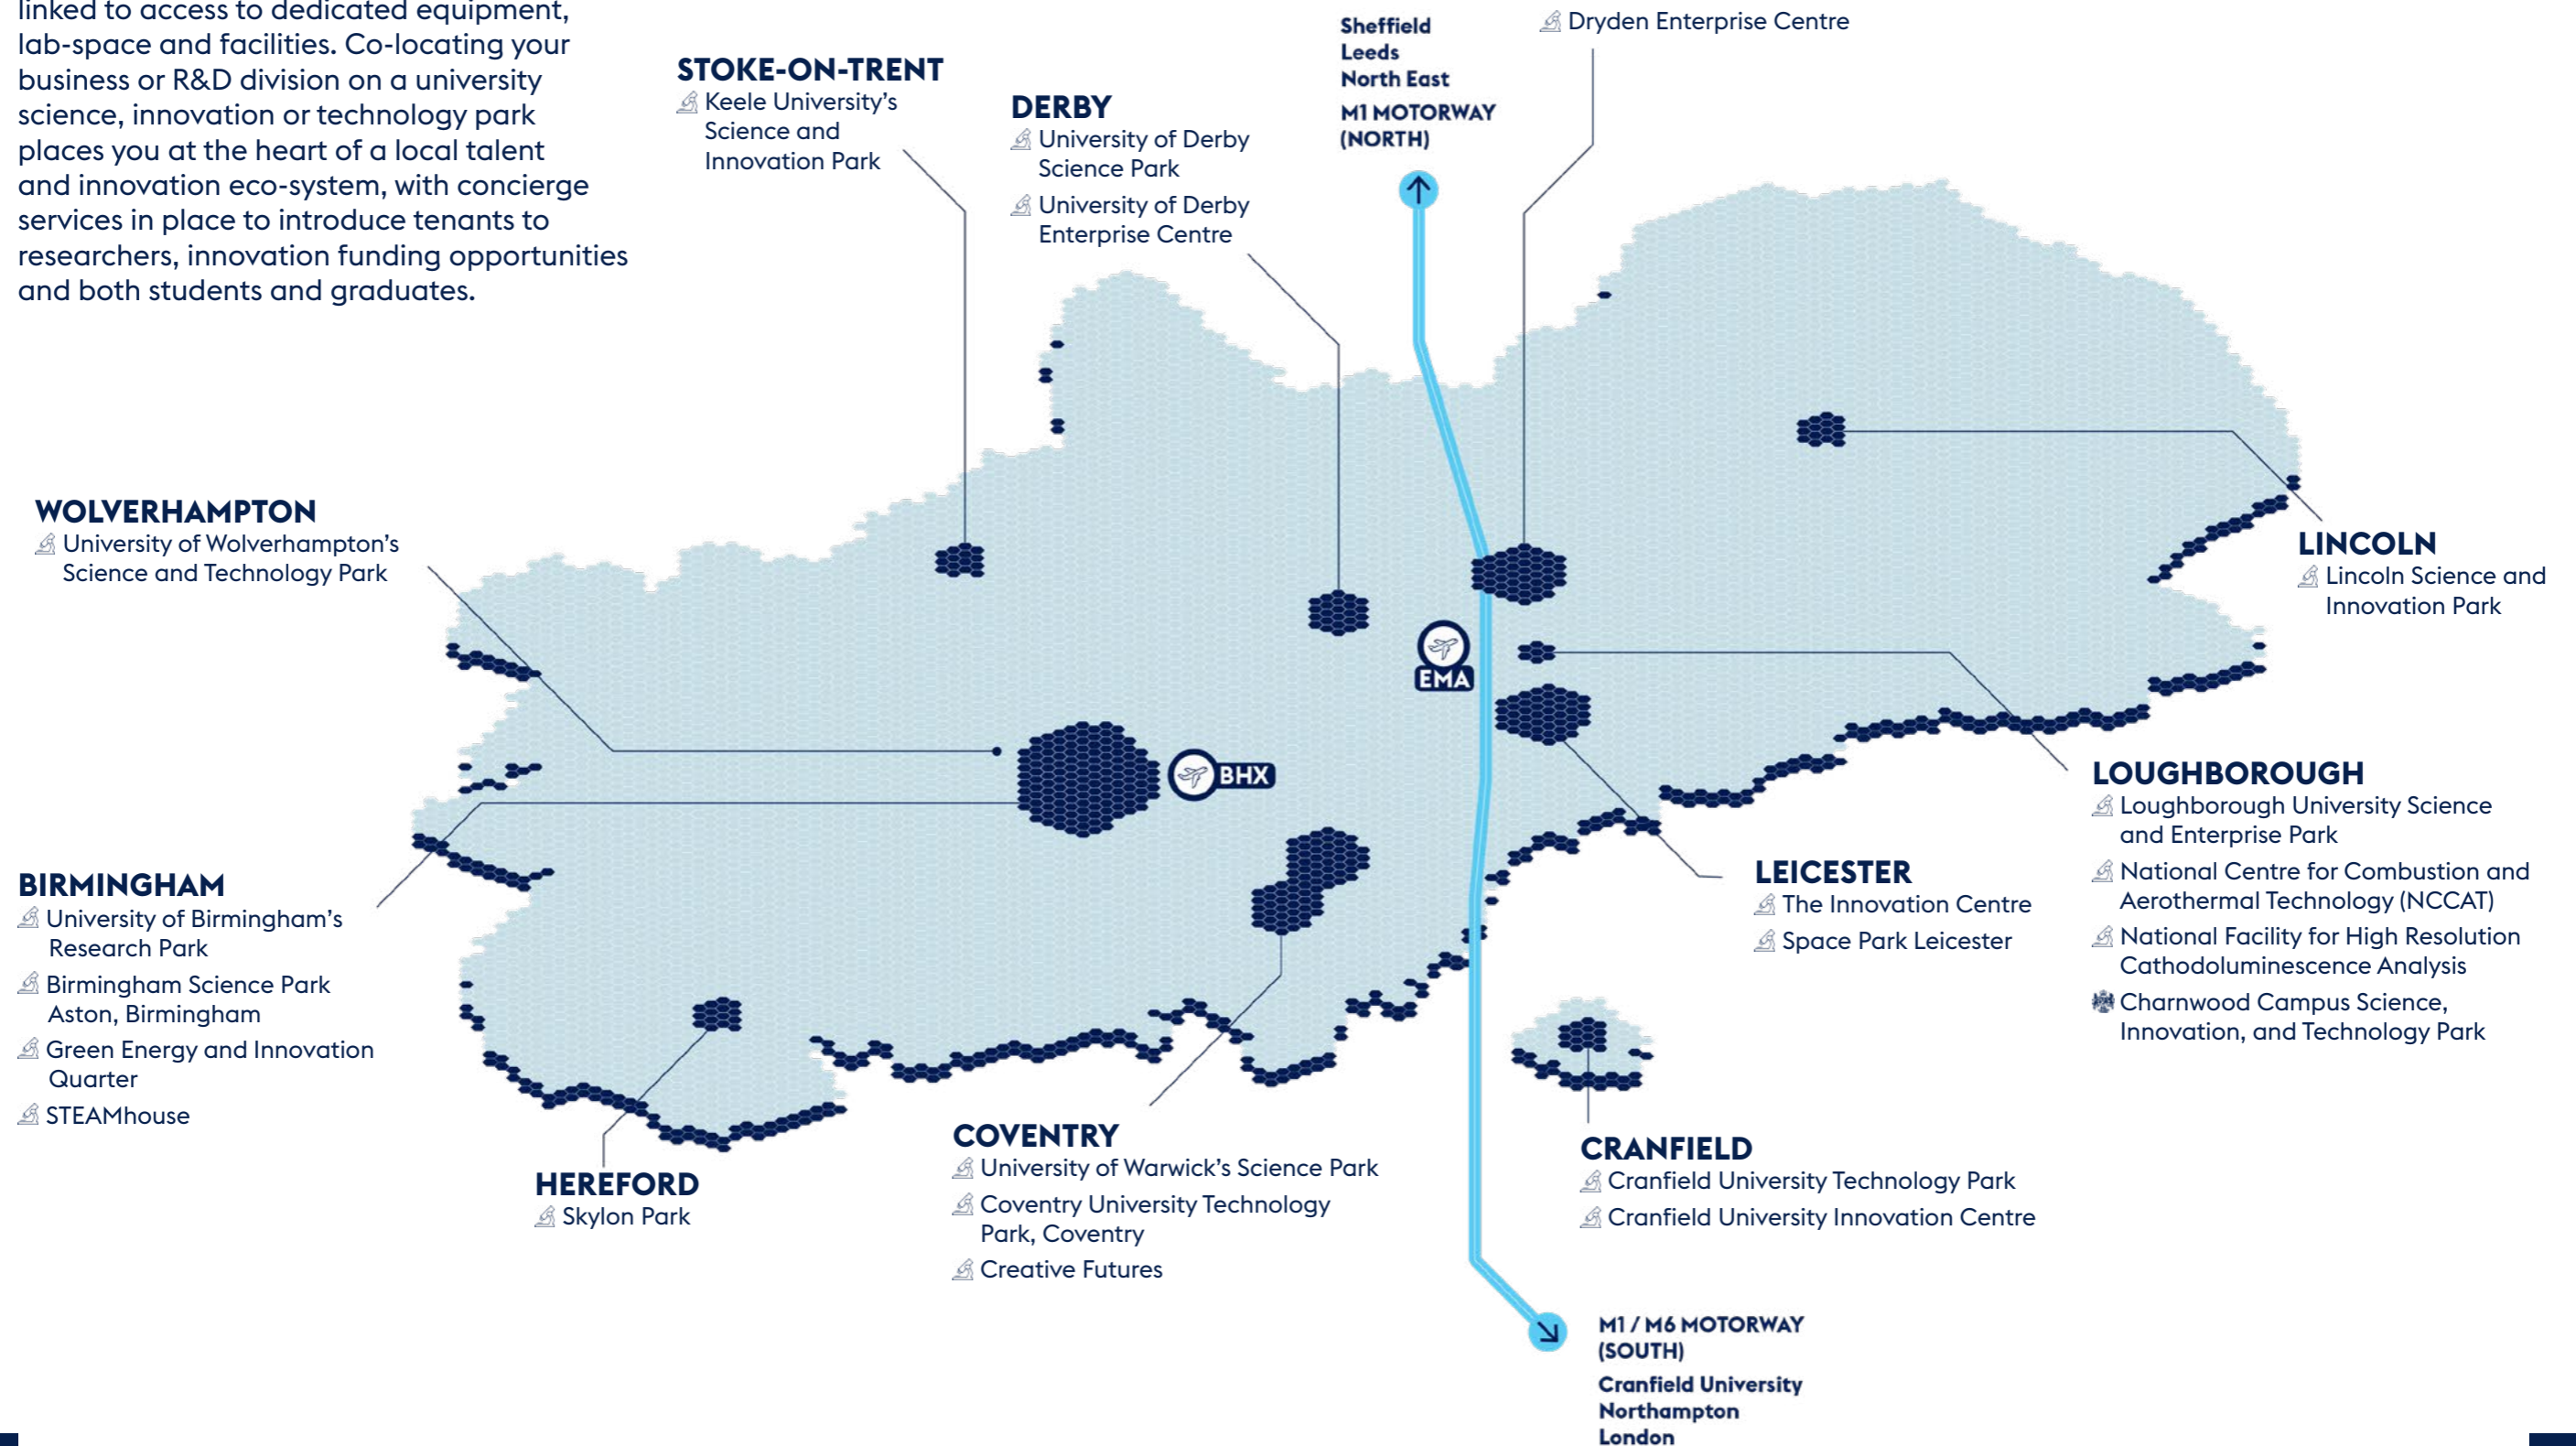 linked to access to dedicated equipment,
lab-space and facilities. Co-locating your
business or R&D division on a university
science, innovation or technology park
places you at the heart of a local talent
and innovation eco-system, with concierge
services in place to introduce tenants to
researchers, innovation funding opportunities
and both students and graduates.
STOKE-ON-TRENT
Keele University’s
Science and
Innovation Park
DERBY
University of Derby
Science Park
University of Derby
Enterprise Centre
Sheffield
Leeds
North East
M1 MOTORWAY
(NORTH)
Dryden Enterprise Centre
WOLVERHAMPTON
University of Wolverhampton’s
Science and Technology Park
LINCOLN
Lincoln Science and
Innovation Park
EMA
BHX
BIRMINGHAM
University of Birmingham’s
Research Park
Birmingham Science Park
Aston, Birmingham
Green Energy and Innovation
Quarter
STEAMhouse
LEICESTER
The Innovation Centre
Space Park Leicester
LOUGHBOROUGH
Loughborough University Science
and Enterprise Park
National Centre for Combustion and
Aerothermal Technology (NCCAT)
National Facility for High Resolution
Cathodoluminescence Analysis
Charnwood Campus Science,
Innovation, and Technology Park
HEREFORD
Skylon Park
COVENTRY
University of Warwick’s Science Park
Coventry University Technology
Park, Coventry
Creative Futures
CRANFIELD
Cranfield University Technology Park
Cranfield University Innovation Centre
M1 / M6 MOTORWAY
(SOUTH)
Cranfield University
Northampton
London